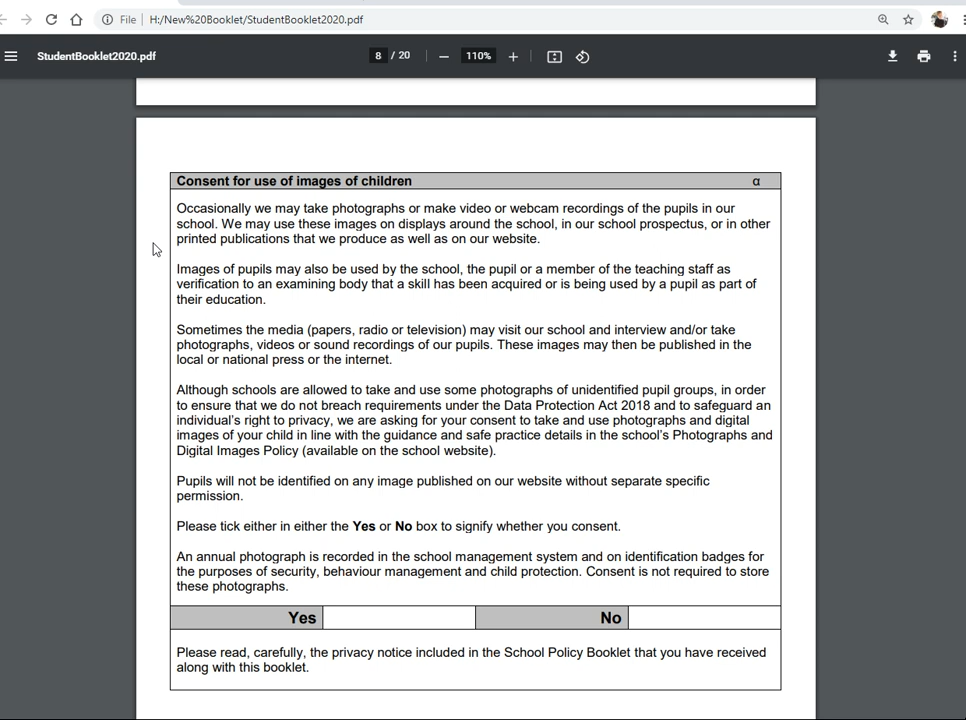 File | H:/New%20Booklet/StudentBooklet2020.pdf
StudentBooklet2020.pdf 8 / 20 — 110% +
Consent for use of images of children α
Occasionally we may take photographs or make video or webcam recordings of the pupils in our
school. We may use these images on displays around the school, in our school prospectus, or in other
printed publications that we produce as well as on our website.
Images of pupils may also be used by the school, the pupil or a member of the teaching staff as
verification to an examining body that a skill has been acquired or is being used by a pupil as part of
their education.
Sometimes the media (papers, radio or television) may visit our school and interview and/or take
photographs, videos or sound recordings of our pupils. These images may then be published in the
local or national press or the internet.
Although schools are allowed to take and use some photographs of unidentified pupil groups, in order
to ensure that we do not breach requirements under the Data Protection Act 2018 and to safeguard an
individual's right to privacy, we are asking for your consent to take and use photographs and digital
images of your child in line with the guidance and safe practice details in the school's Photographs and
Digital Images Policy (available on the school website).
Pupils will not be identified on any image published on our website without separate specific
permission.
Please tick either in either the Yes or No box to signify whether you consent.
An annual photograph is recorded in the school management system and on identification badges for
the purposes of security, behaviour management and child protection. Consent is not required to store
these photographs.
Yes No
Please read, carefully, the privacy notice included in the School Policy Booklet that you have received
along with this booklet.